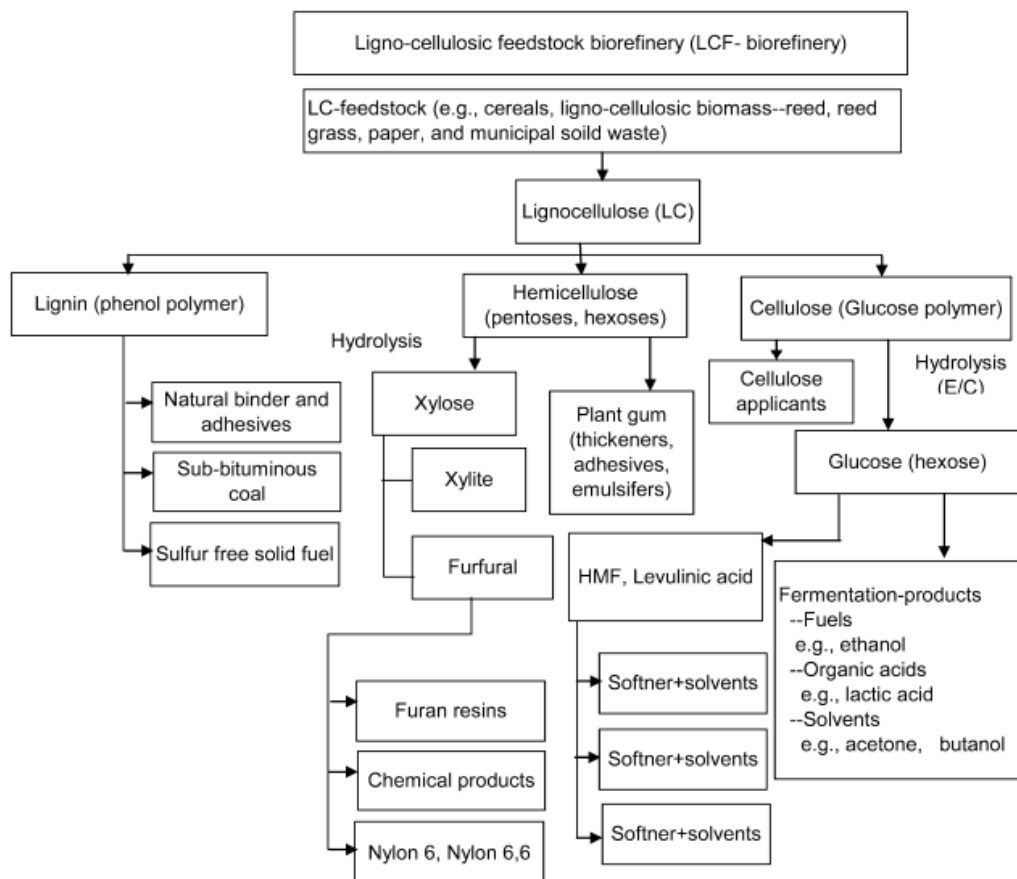 Ligno-cellulosic feedstock biorefinery (LCF- biorefinery)
LC-feedstock (e.g., cereals, ligno-cellulosic biomass--reed, reed
grass, paper, and municipal soild waste)
Lignocellulose (LC)
Lignin (phenol polymer)
Hemicellulose
(pentoses, hexoses)
Cellulose (Glucose polymer)
Hydrolysis
Hydrolysis
(E/C)
Natural binder and
adhesives
Sub-bituminous
coal
Sulfur free solid fuel
Xylose
Xylite
Furfural
Plant gum
(thickeners,
adhesives,
emulsifers)
Cellulose
applicants
Glucose (hexose)
HMF, Levulinic acid
Fermentation-products
--Fuels
e.g., ethanol
--Organic acids
e.g., lactic acid
--Solvents
e.g., acetone, butanol
Furan resins
Chemical products
Nylon 6, Nylon 6,6
Softner+solvents
Softner+solvents
Softner+solvents